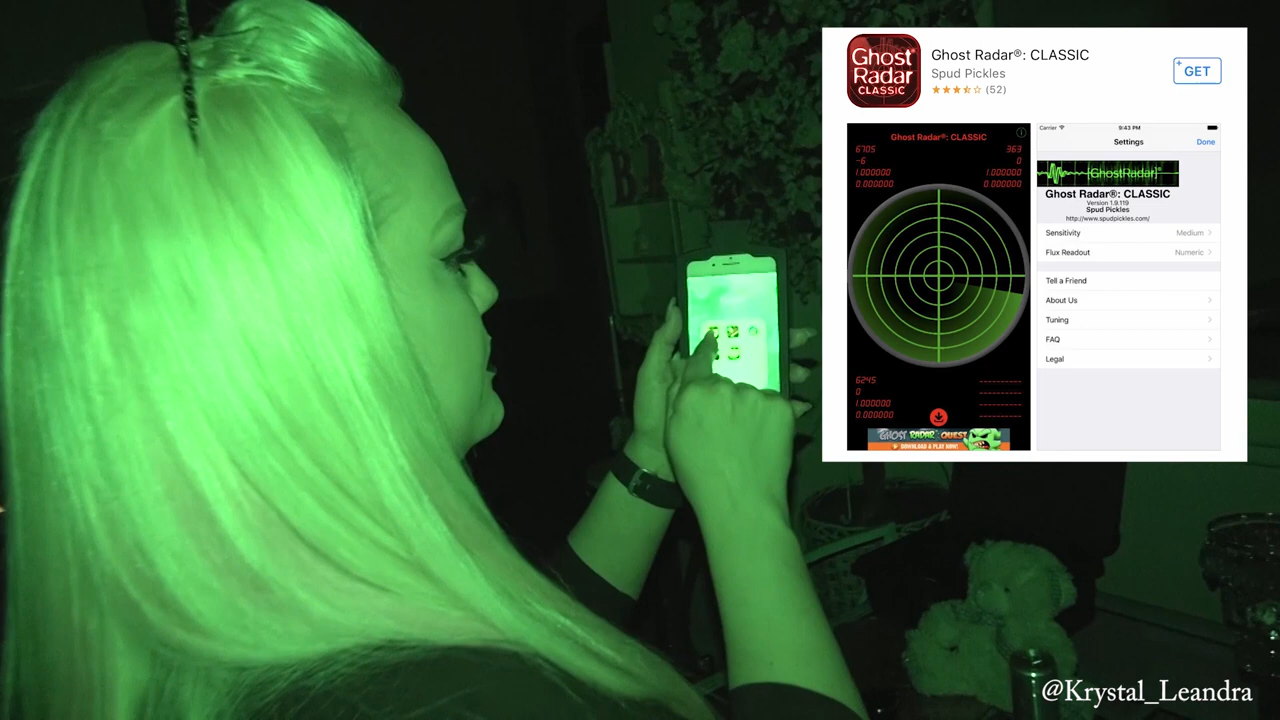 Ghost
Radar
CLASSIC
Ghost Radar®: CLASSIC
Spud Pickles
(52)
+ GET
Ghost Radar®: CLASSIC
6705 363
-6 0
1.000000 1.000000
0.000000 0.000000
6245 ----------
0 ----------
1.000000 ----------
0.000000 ----------
GHOST RADAR QUEST
DOWNLOAD & PLAY NOW!
Carrier 9:43 PM
Settings Done
GhostRadar®
Ghost Radar®: CLASSIC
Version 1.9.119
Spud Pickles
http://www.spudpickles.com/
Sensitivity Medium
Flux Readout Numeric
Tell a Friend
About Us
Tuning
FAQ
Legal
@Krystal_Leandra